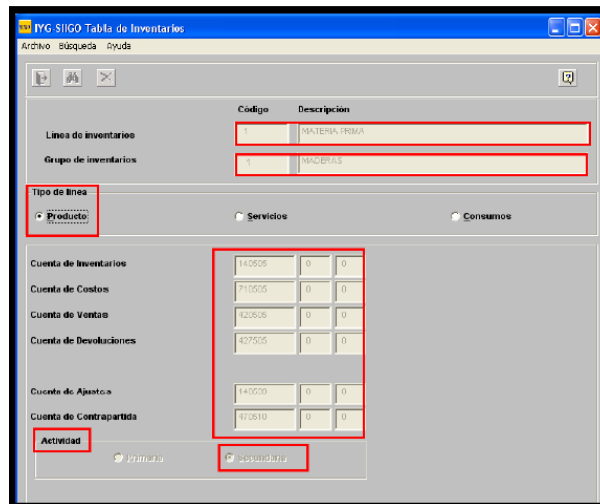 IYG-SIIGO Tabla de Inventarios
Archivo Búsqueda Ayuda
Código Descripción
Línea de inventarios 1 MATERIA PRIMA
Grupo de inventarios 1 MADERAS
Tipo de línea
Producto Servicios Consumos
Cuenta de Inventarios 140505 0 0
Cuenta de Costos 710505 0 0
Cuenta de Ventas 420505 0 0
Cuenta de Devoluciones 427505 0 0
Cuenta de Ajustes 0 0
Cuenta de Contrapartida 470510 0 0
Actividad
Primaria Secundaria